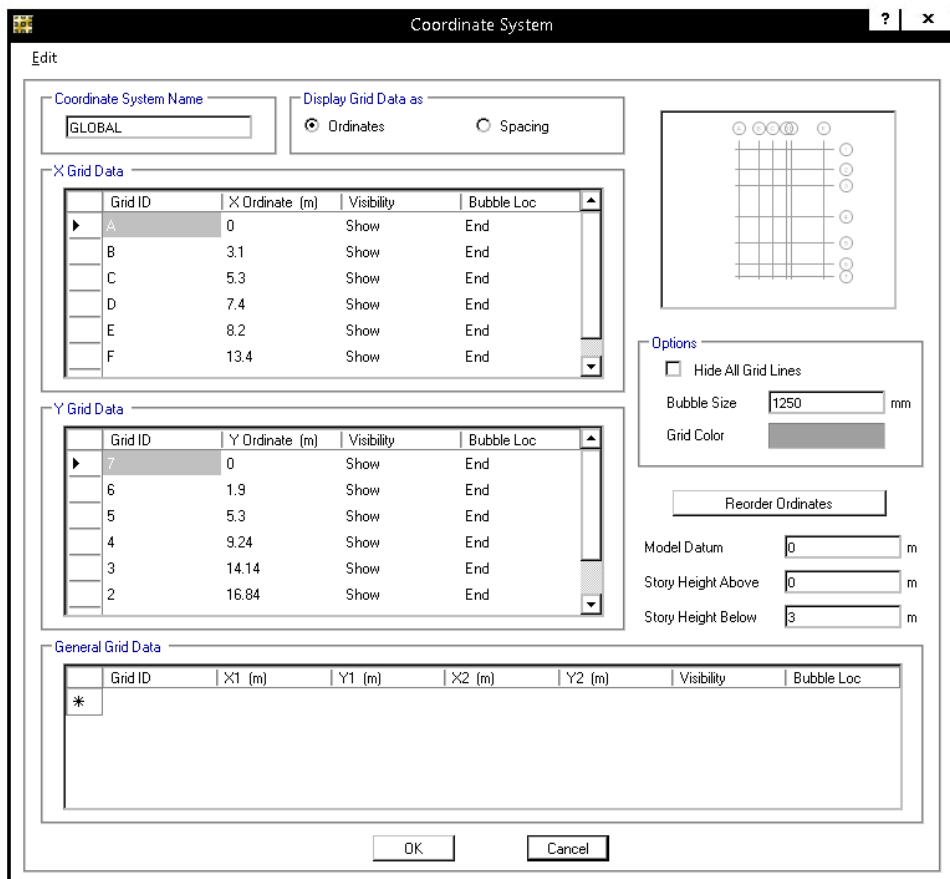 Coordinate System
? x
Edit
Coordinate System Name
GLOBAL
Display Grid Data as
Ordinates Spacing
X Grid Data
Grid ID X Ordinate (m) Visibility Bubble Loc
A 0 Show End
B 3.1 Show End
C 5.3 Show End
D 7.4 Show End
E 8.2 Show End
F 13.4 Show End
Y Grid Data
Grid ID Y Ordinate (m) Visibility Bubble Loc
7 0 Show End
6 1.9 Show End
5 5.3 Show End
4 9.24 Show End
3 14.14 Show End
2 16.84 Show End
Options
Hide All Grid Lines
Bubble Size 1250 mm
Grid Color
Reorder Ordinates
Model Datum 0 m
Story Height Above 0 m
Story Height Below 3 m
General Grid Data
Grid ID X1 (m) Y1 (m) X2 (m) Y2 (m) Visibility Bubble Loc
*
OK Cancel